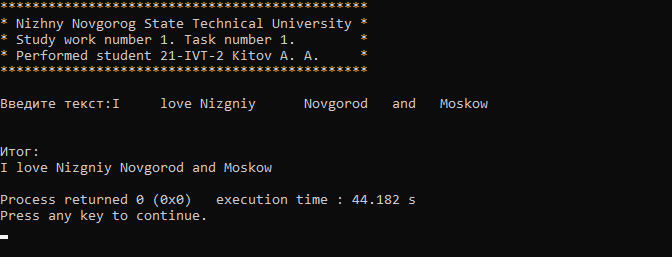 **********************************************
* Nizhny Novgorog State Technical University *
* Study work number 1. Task number 1.        *
* Performed student 21-IVT-2 Kitov A. A.     *
**********************************************
Введите текст:I     love Nizgniy      Novgorod   and   Moskow
Итог:
I love Nizgniy Novgorod and Moskow
Process returned 0 (0x0)   execution time : 44.182 s
Press any key to continue.